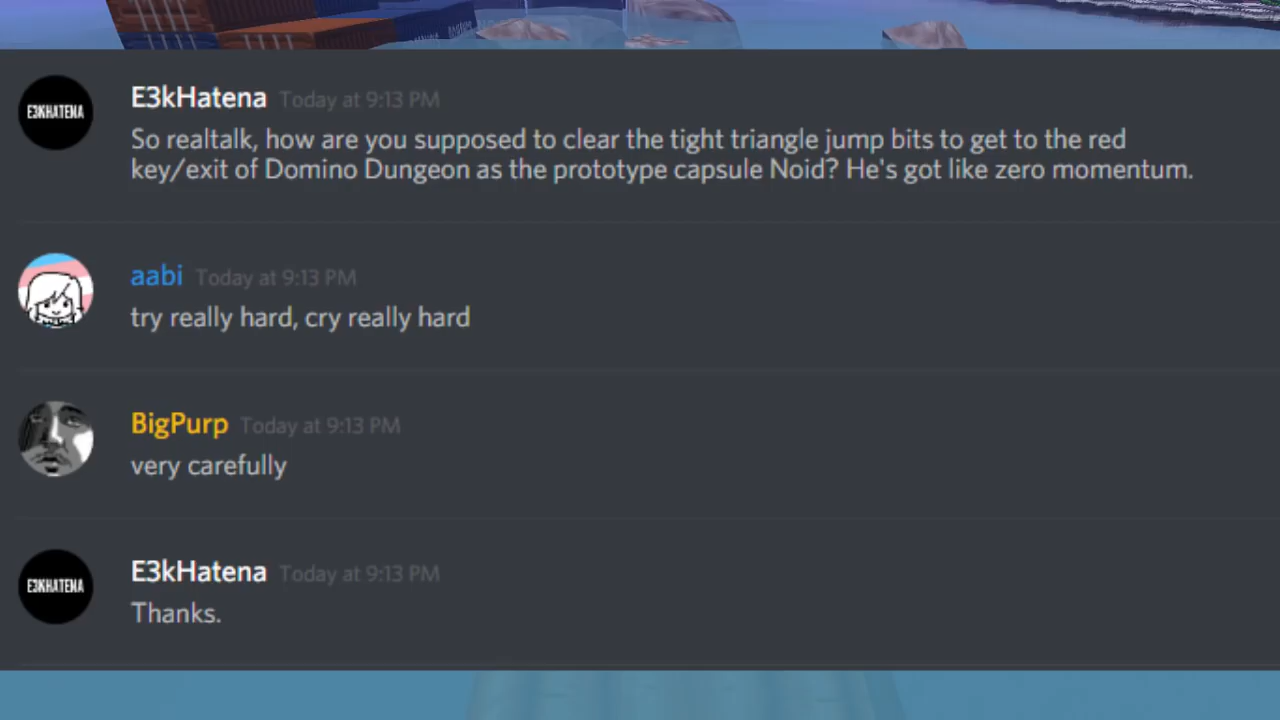 E3kHatena Today at 9:13 PM
E3KHATENA
So realtalk, how are you supposed to clear the tight triangle jump bits to get to the red
key/exit of Domino Dungeon as the prototype capsule Noid? He's got like zero momentum.
aabi Today at 9:13 PM
try really hard, cry really hard
BigPurp Today at 9:13 PM
very carefully
E3kHatena Today at 9:13 PM
E3KHATENA
Thanks.